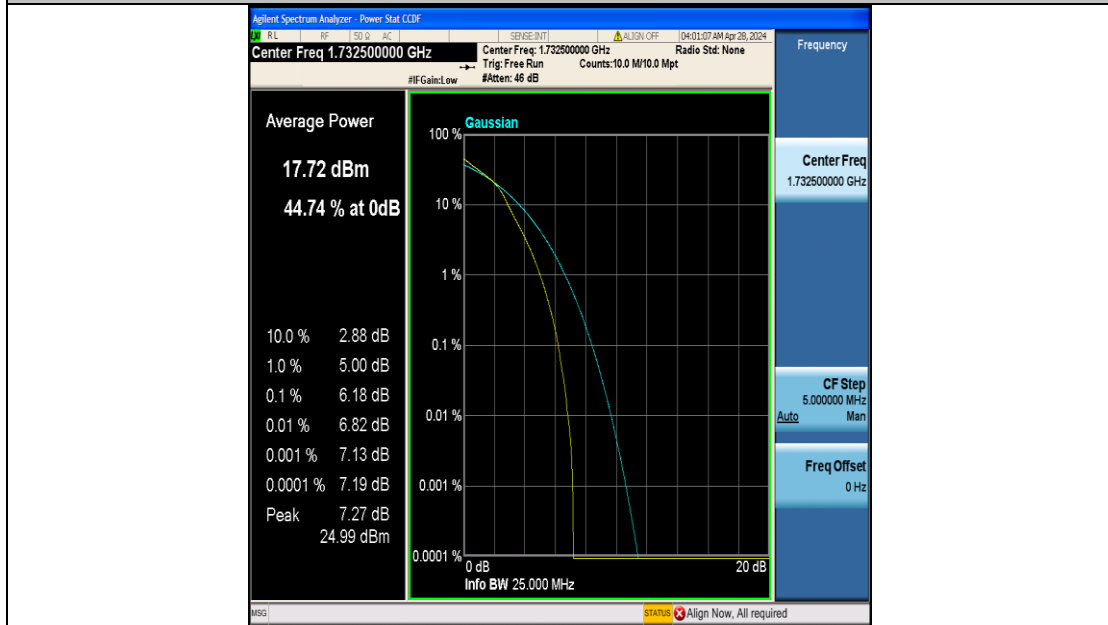 Agilent Spectrum Analyzer - Power Stat CCDF
RL RF 50 Ω AC SENSE:INT ALIGN OFF 04:01:07 AM Apr 28, 2024
Center Freq 1.732500000 GHz
Center Freq: 1.732500000 GHz Radio Std: None
Trig: Free Run Counts:10.0 M/10.0 Mpt
#IFGain:Low #Atten: 46 dB
Frequency
Average Power
17.72 dBm
44.74 % at 0dB
10.0 % 2.88 dB
1.0 % 5.00 dB
0.1 % 6.18 dB
0.01 % 6.82 dB
0.001 % 7.13 dB
0.0001 % 7.19 dB
Peak 7.27 dB
24.99 dBm
Gaussian
100 %
10 %
1 %
0.1 %
0.01 %
0.001 %
0.0001 %
0 dB 20 dB
Info BW 25.000 MHz
Center Freq
1.732500000 GHz
CF Step
5.000000 MHz
Auto Man
Freq Offset
0 Hz
MSG STATUS Align Now, All required